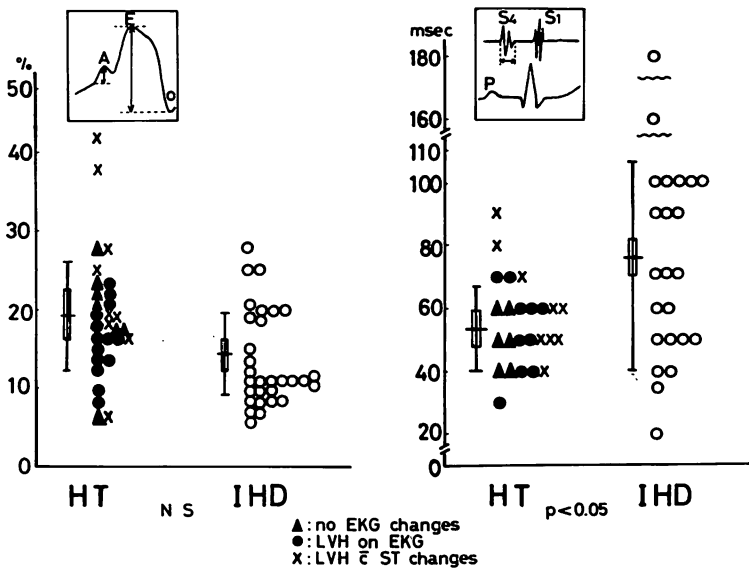 %
50
40
30
20
10
0
A
E
O
HT
N S
IHD
msec
180
160
110
100
80
60
40
20
0
S4 S1
P
HT
p<0.05
IHD
▲: no EKG changes
●: LVH on EKG
x: LVH c̄ ST changes